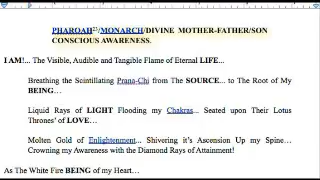 PHAROAH²³/MONARCH/DIVINE MOTHER-FATHER/SON
CONSCIOUS AWARENESS.
I AM!... The Visible, Audible and Tangible Flame of Eternal LIFE...
Breathing the Scintillating Prana-Chi from The SOURCE... to The Root of My
BEING...
Liquid Rays of LIGHT Flooding my Chakras... Seated Upon Their Lotus
Thrones' of LOVE...
Molten Gold of Enlightenment... Shivering it's Ascension Up my Spine...
Crowning my Awareness with the Diamond Rays of Attainment!
As The White Fire BEING of my Heart...